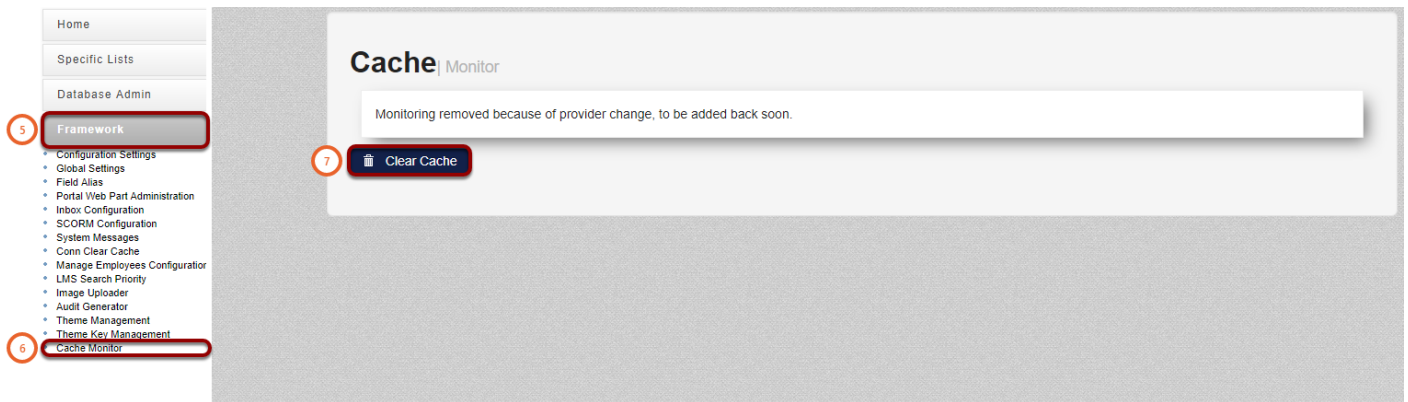 Home
Specific Lists
Database Admin
5
Framework
Configuration Settings
Global Settings
Field Alias
Portal Web Part Administration
Inbox Configuration
SCORM Configuration
System Messages
Conn Clear Cache
Manage Employees Configuration
LMS Search Priority
Image Uploader
Audit Generator
Theme Management
Theme Key Management
6
Cache Monitor
Cache| Monitor
Monitoring removed because of provider change, to be added back soon.
7
Clear Cache